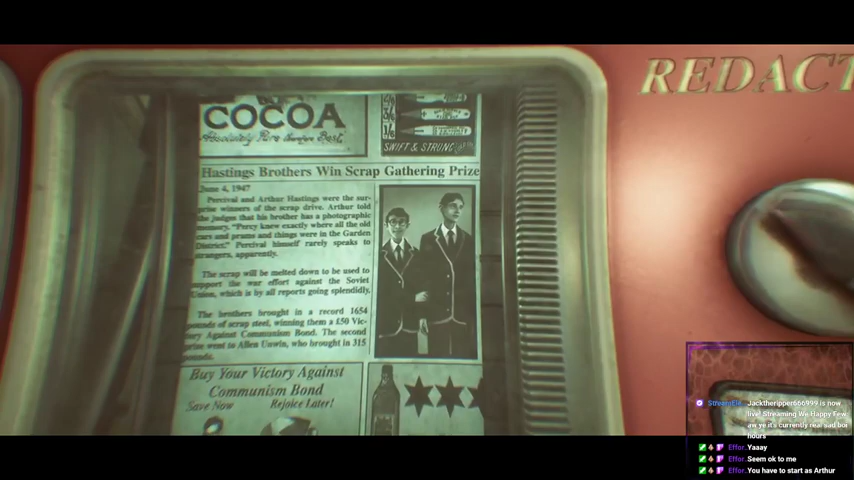 REDACT
COCOA
Absolutely Pure therefore Best.
SWIFT & STRONG
Hastings Brothers Win Scrap Gathering Prize
June 4, 1947
Percival and Arthur Hastings were the sur-
prise winners of the scrap drive. Arthur told
the judges that his brother has a photographic
memory. "Percy knew exactly where all the old
cars and prams and things were in the Garden
District." Percival himself rarely speaks to
strangers, apparently.
The scrap will be melted down to be used to
support the war effort against the Soviet
Union, which is by all reports going splendidly.
The brothers brought in a record 1654
pounds of scrap steel, winning them a £50 Vic-
tory Against Communism Bond. The second
prize went to Allen Unwin, who brought in 315
pounds.
Buy Your Victory Against
Communism Bond
Save Now Rejoice Later!
Jacktheripper666999 is now
live! Streaming We Happy Few
aw ye it's currently real sad boi
hours
Effor: Yaaay
Effor: Seem ok to me
Effor: You have to start as Arthur